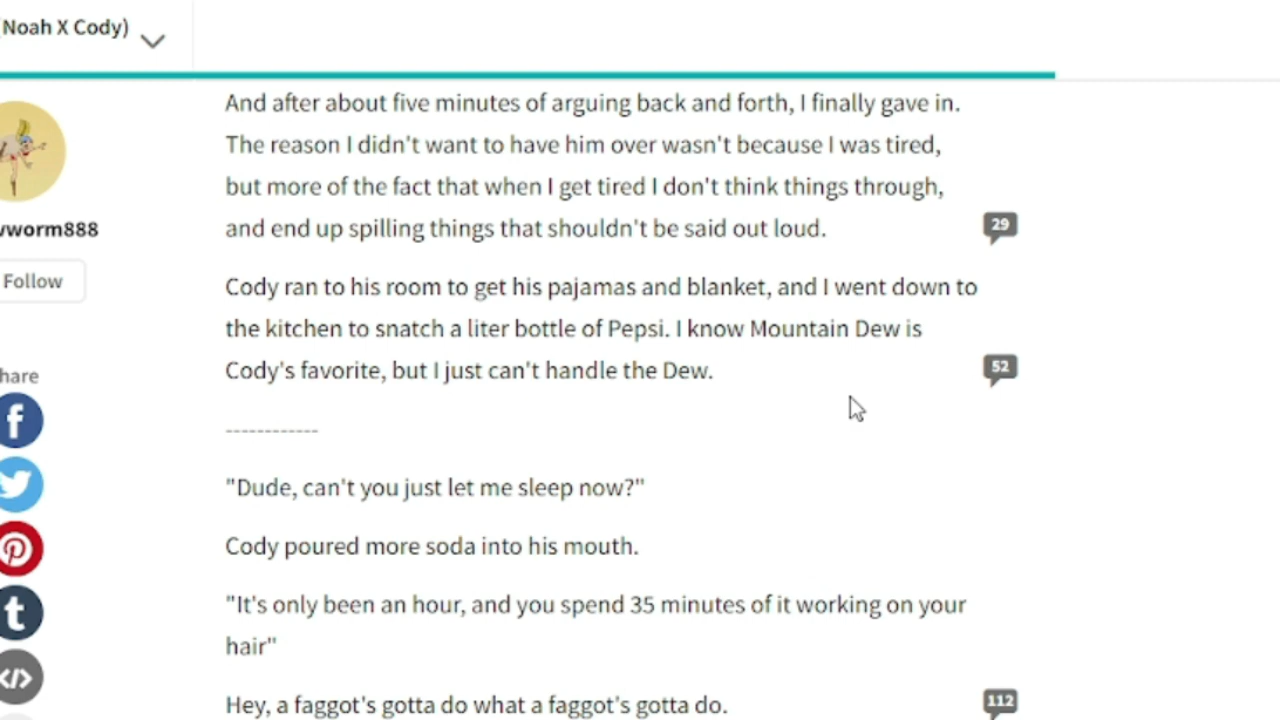 Noah X Cody)
And after about five minutes of arguing back and forth, I finally gave in.
The reason I didn't want to have him over wasn't because I was tired,
but more of the fact that when I get tired I don't think things through,
and end up spilling things that shouldn't be said out loud.
29
worm888
Follow
Cody ran to his room to get his pajamas and blanket, and I went down to
the kitchen to snatch a liter bottle of Pepsi. I know Mountain Dew is
Cody's favorite, but I just can't handle the Dew.
52
hare
------------
"Dude, can't you just let me sleep now?"
Cody poured more soda into his mouth.
"It's only been an hour, and you spend 35 minutes of it working on your
hair"
Hey, a faggot's gotta do what a faggot's gotta do.
112